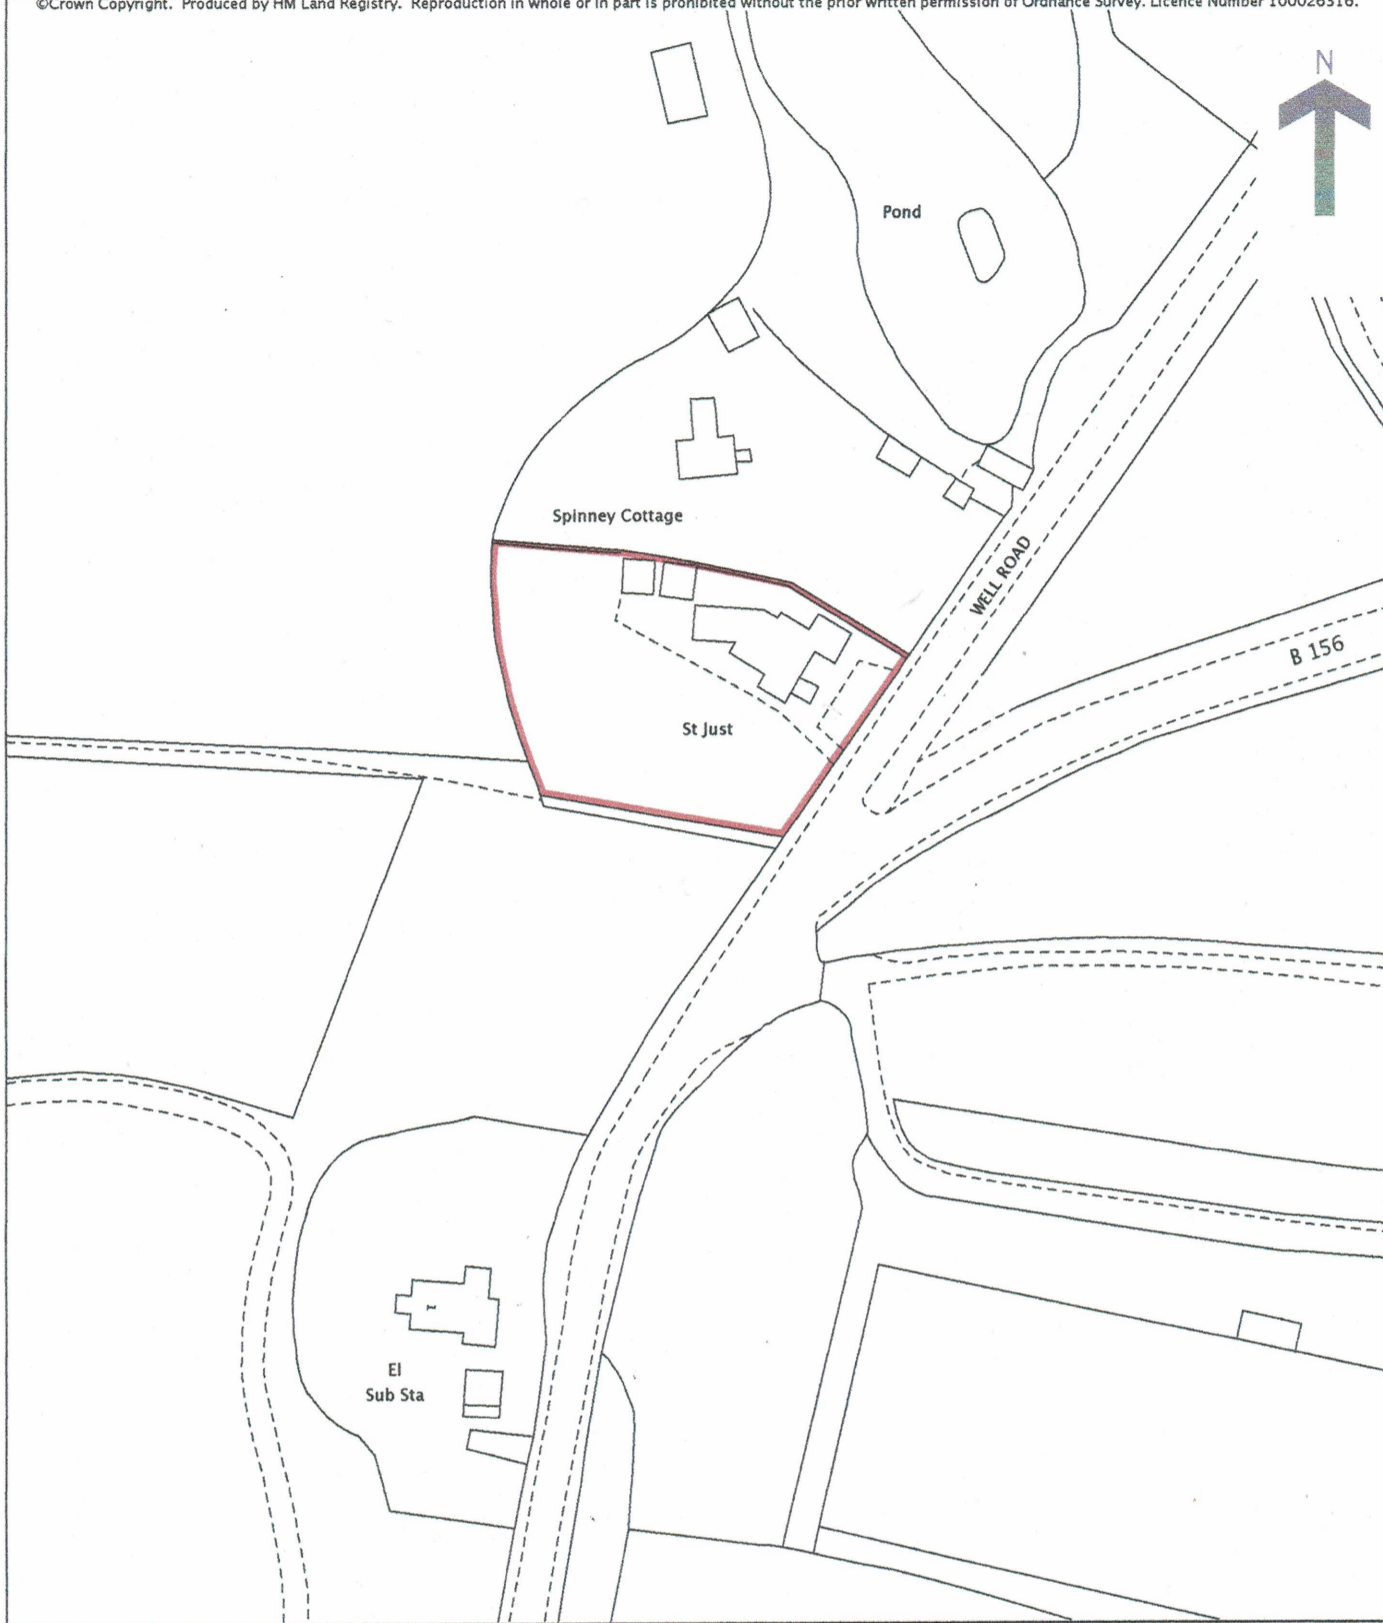 ©Crown Copyright. Produced by HM Land Registry. Reproduction in whole or in part is prohibited without the prior written permission of Ordnance Survey. Licence Number 100026316.
N
Pond
Spinney Cottage
WELL ROAD
B 156
St Just
El
Sub Sta